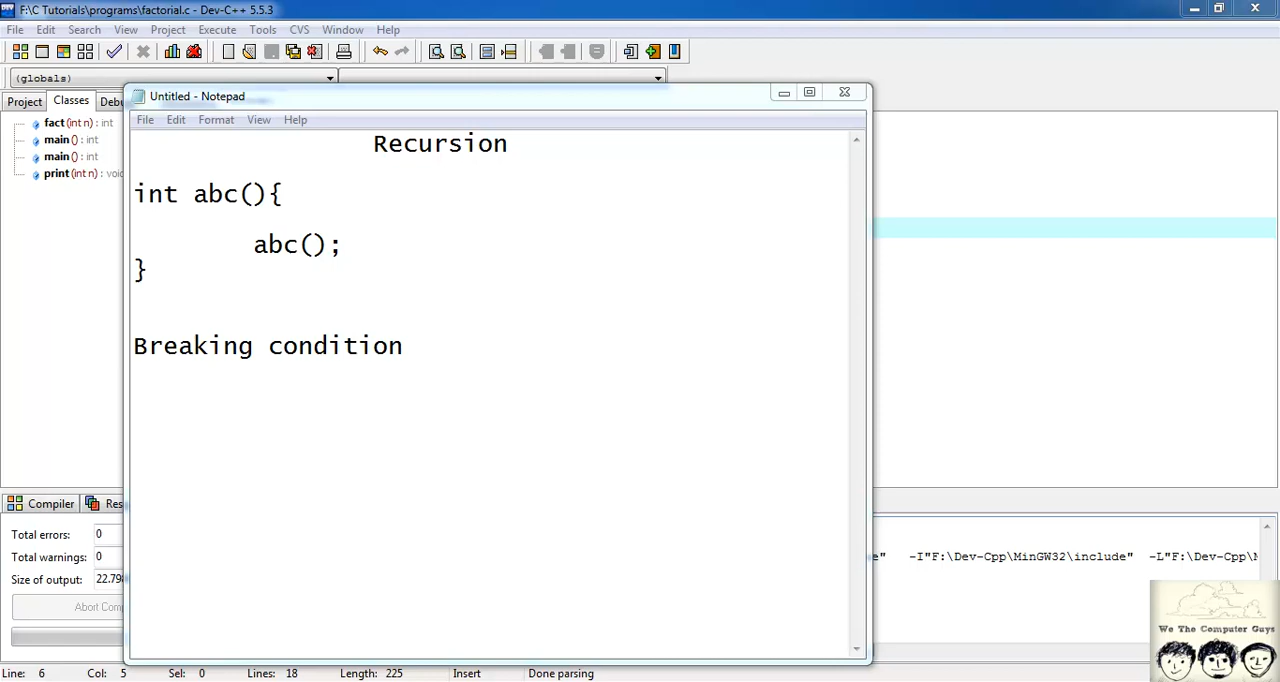 F:\C Tutorials\programs\factorial.c - Dev-C++ 5.5.3
File Edit Search View Project Execute Tools CVS Window Help
(globals)
Project Classes
fact (int n) : int
main () : int
main () : int
print (int n) :
Untitled - Notepad
File Edit Format View Help
Recursion
int abc(){
abc();
}
Breaking condition
Compiler
Total errors: 0
Total warnings: 0
Size of output:
-I"F:\Dev-Cpp\MinGW32\include" -L"F:\Dev-Cpp\
Abort
We The Computer Guys
Line: 6 Col: 5 Sel: 0 Lines: 18 Length: 225 Insert Done parsing